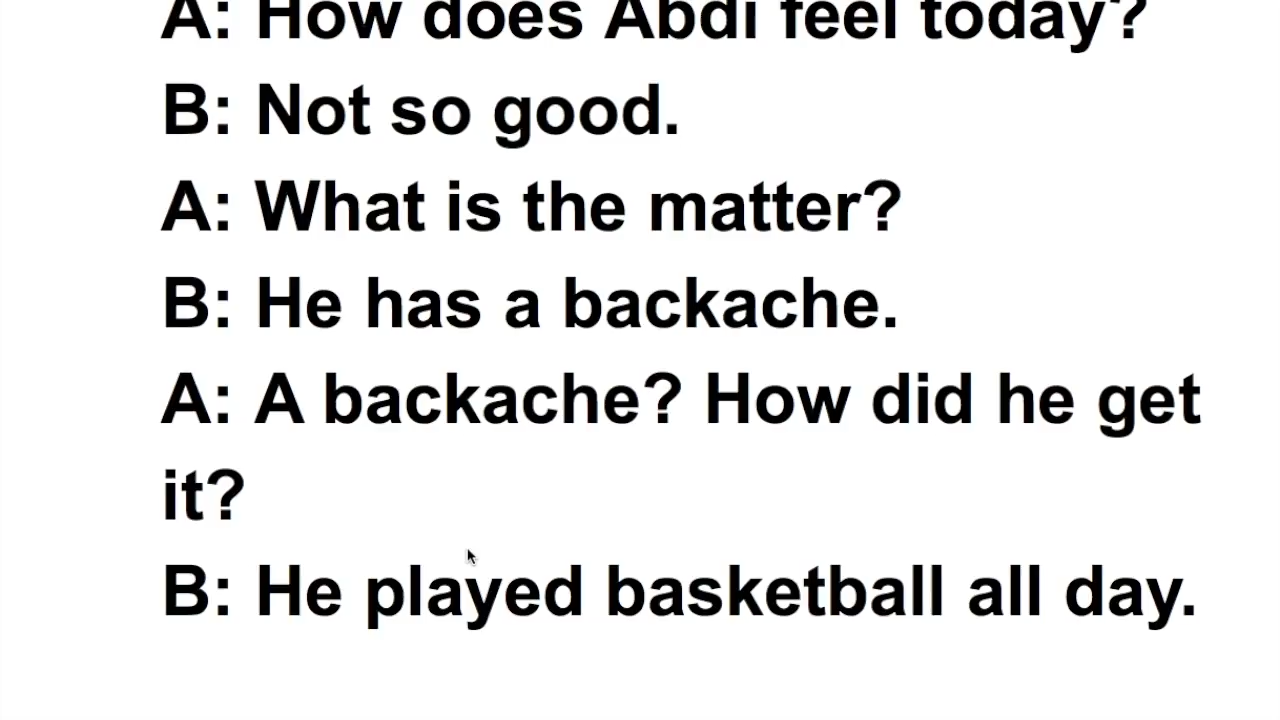 A: How does Abdi feel today?
B: Not so good.
A: What is the matter?
B: He has a backache.
A: A backache? How did he get
it?
B: He played basketball all day.